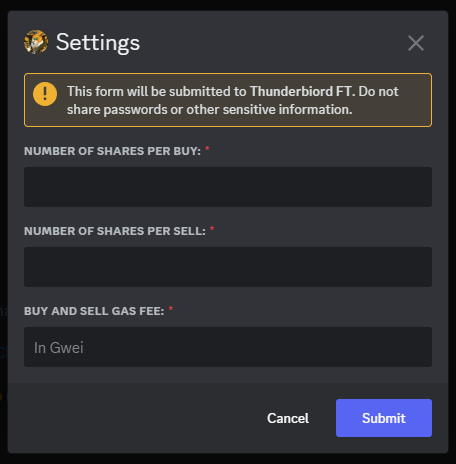 Settings
This form will be submitted to Thunderbiord FT. Do not
share passwords or other sensitive information.
NUMBER OF SHARES PER BUY: *
NUMBER OF SHARES PER SELL: *
BUY AND SELL GAS FEE: *
In Gwei
Cancel
Submit